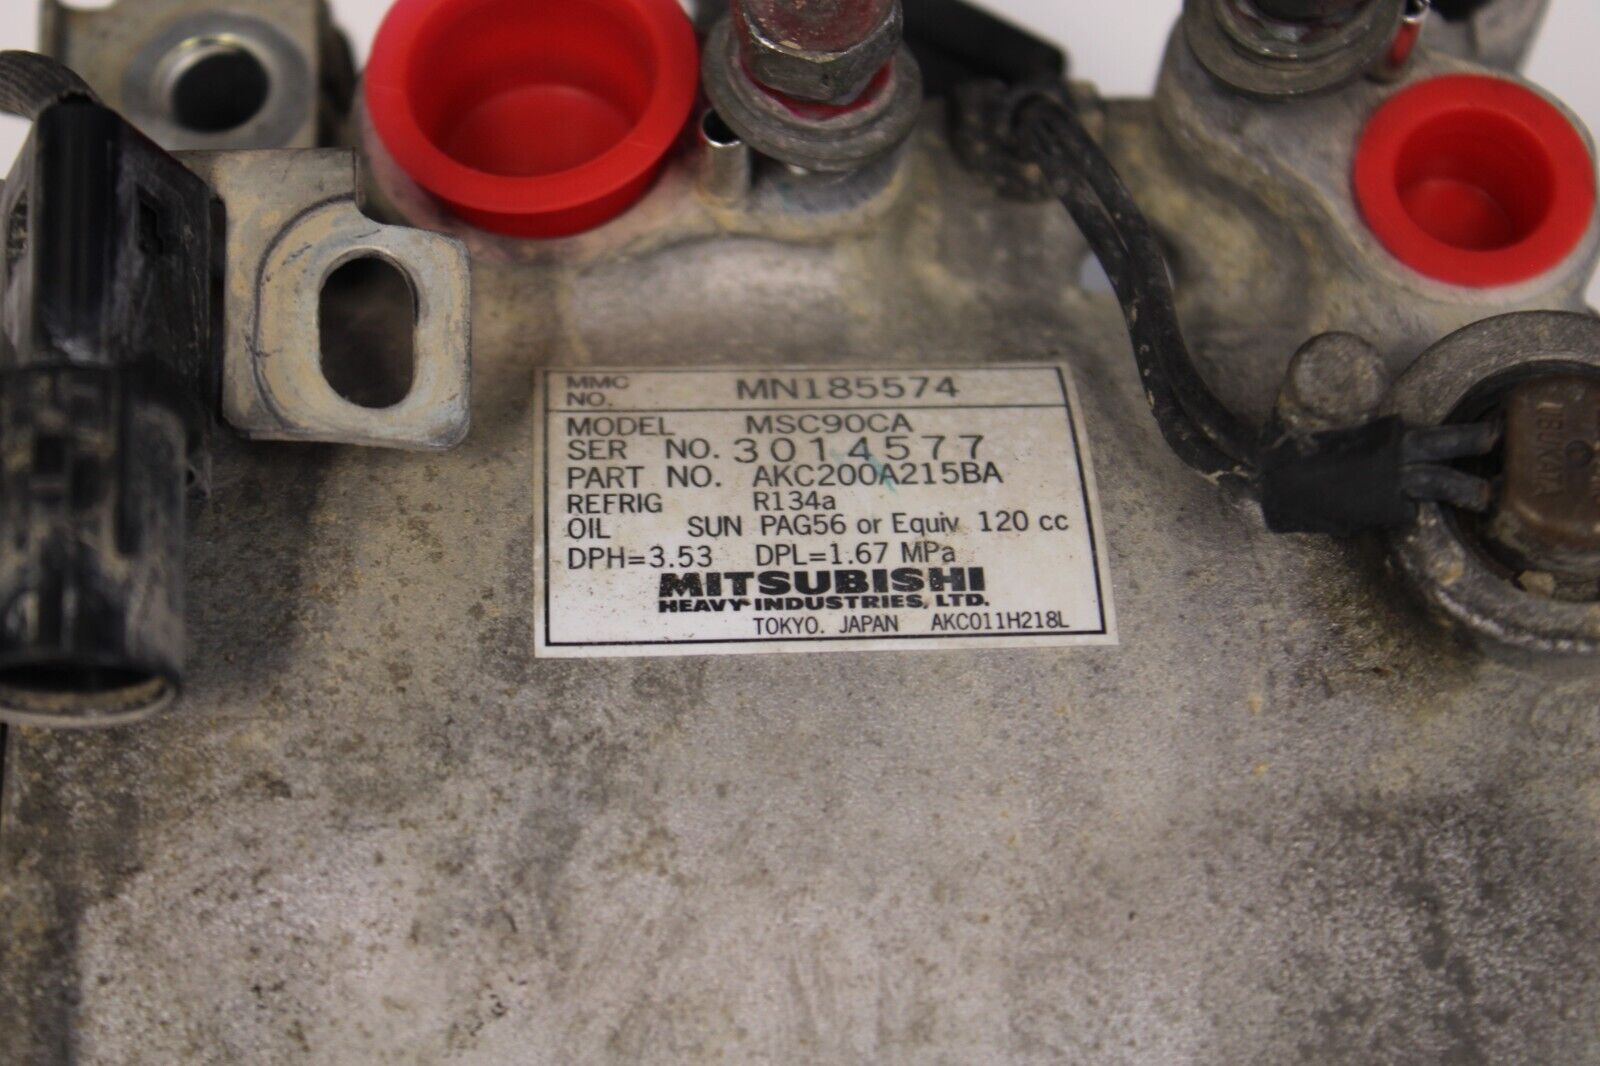 MMC NO. MN185574
MODEL MSC90CA
SER NO. 3014577
PART NO. AKC200A215BA
REFRIG R134a
OIL SUN PAG56 or Equiv 120 cc
DPH=3.53 DPL=1.67 MPa
MITSUBISHI
HEAVY INDUSTRIES, LTD.
TOKYO. JAPAN AKC011H218L